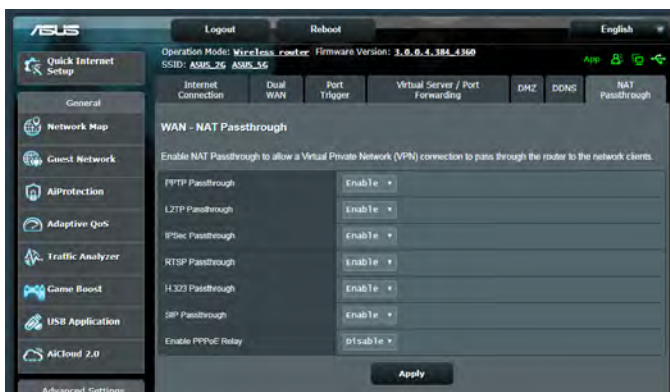 ASUS
Logout
Reboot
English
Quick Internet Setup
Operation Mode: Wireless router Firmware Version: 3.0.0.4.384_4360
SSID: ASUS_2G ASUS_5G
App
Internet Connection
Dual WAN
Port Trigger
Virtual Server / Port Forwarding
DMZ
DDNS
NAT Passthrough
General
Network Map
Guest Network
AiProtection
Adaptive QoS
Traffic Analyzer
Game Boost
USB Application
AiCloud 2.0
Advanced Settings
WAN - NAT Passthrough
Enable NAT Passthrough to allow a Virtual Private Network (VPN) connection to pass through the router to the network clients.
PPTP Passthrough Enable
L2TP Passthrough Enable
IPSec Passthrough Enable
RTSP Passthrough Enable
H.323 Passthrough Enable
SIP Passthrough Enable
Enable PPPoE Relay Disable
Apply